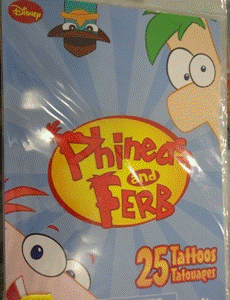 Disney
Phineas
and
FERB
25 Tattoos
Tatouages